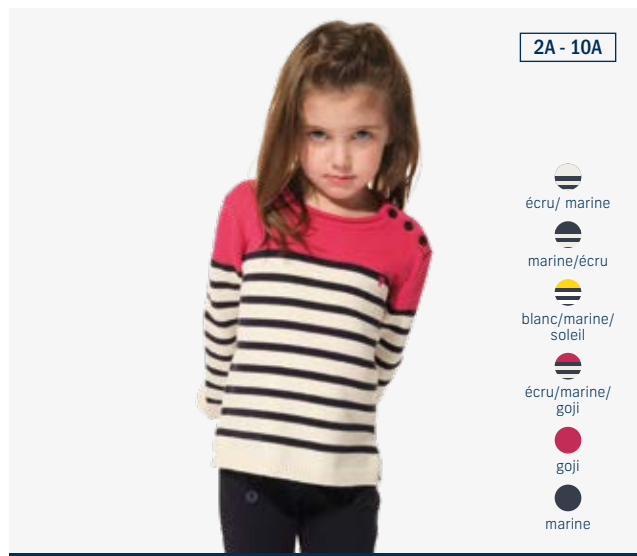 2A - 10A
écru/ marine
marine/écru
blanc/marine/
soleil
écru/marine/
goji
goji
marine